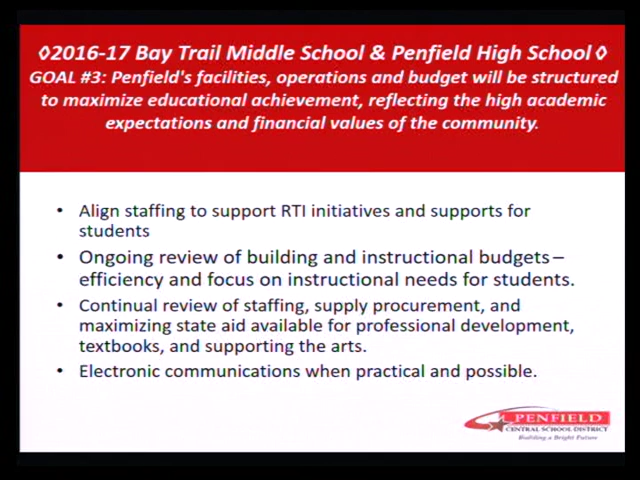 ◊2016-17 Bay Trail Middle School & Penfield High School ◊
GOAL #3: Penfield's facilities, operations and budget will be structured
to maximize educational achievement, reflecting the high academic
expectations and financial values of the community.
• Align staffing to support RTI initiatives and supports for
students
• Ongoing review of building and instructional budgets –
efficiency and focus on instructional needs for students.
• Continual review of staffing, supply procurement, and
maximizing state aid available for professional development,
textbooks, and supporting the arts.
• Electronic communications when practical and possible.
PENFIELD
CENTRAL SCHOOL DISTRICT
Building a Bright Future